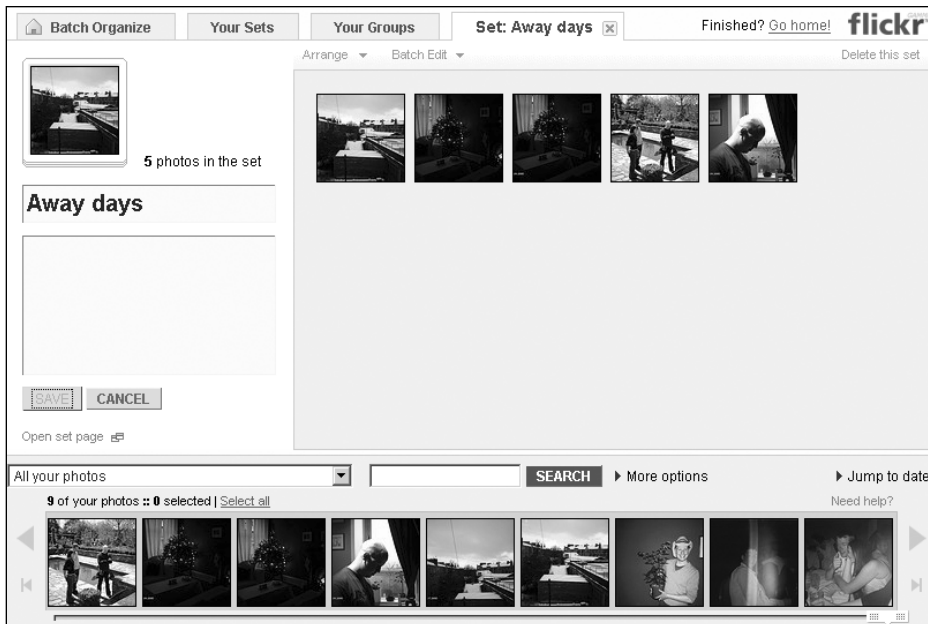 Batch Organize
Your Sets
Your Groups
Set: Away days
Finished? Go home!
flickr
Arrange
Batch Edit
Delete this set
5 photos in the set
Away days
SAVE
CANCEL
Open set page
All your photos
SEARCH
More options
Jump to date
9 of your photos :: 0 selected | Select all
Need help?